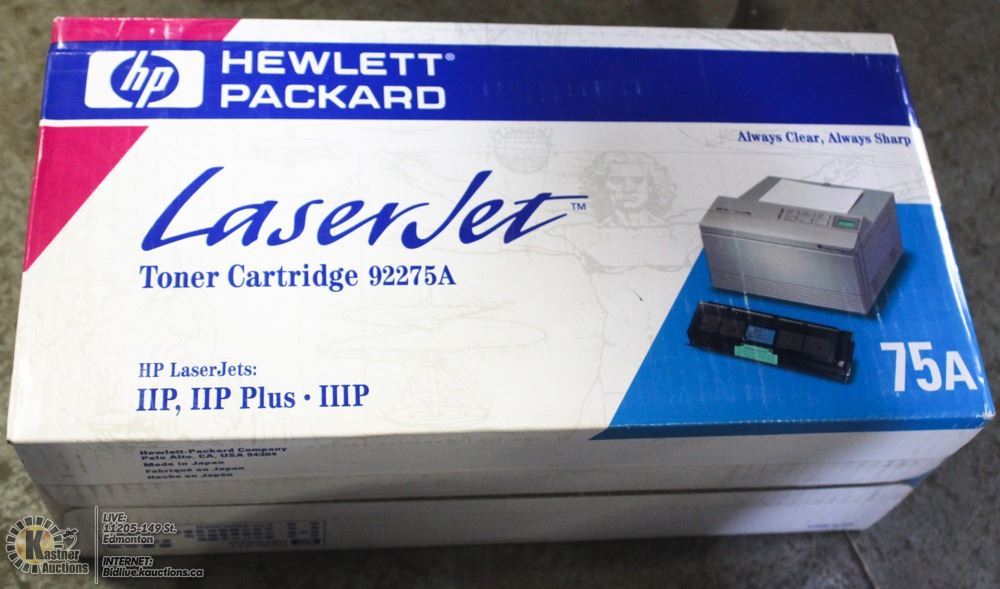 hp HEWLETT®
PACKARD
Always Clear, Always Sharp
LaserJet™
Toner Cartridge 92275A
HP LaserJets:
IIP, IIP Plus · IIIP
75A
Hewlett-Packard Company
Palo Alto, CA, USA 94304
Made in Japan
Fabriqué au Japon
Hecho en Japón
Kastner
Auctions
LIVE:
11205-149 St.
Edmonton
INTERNET:
Bidlive.kauctions.ca